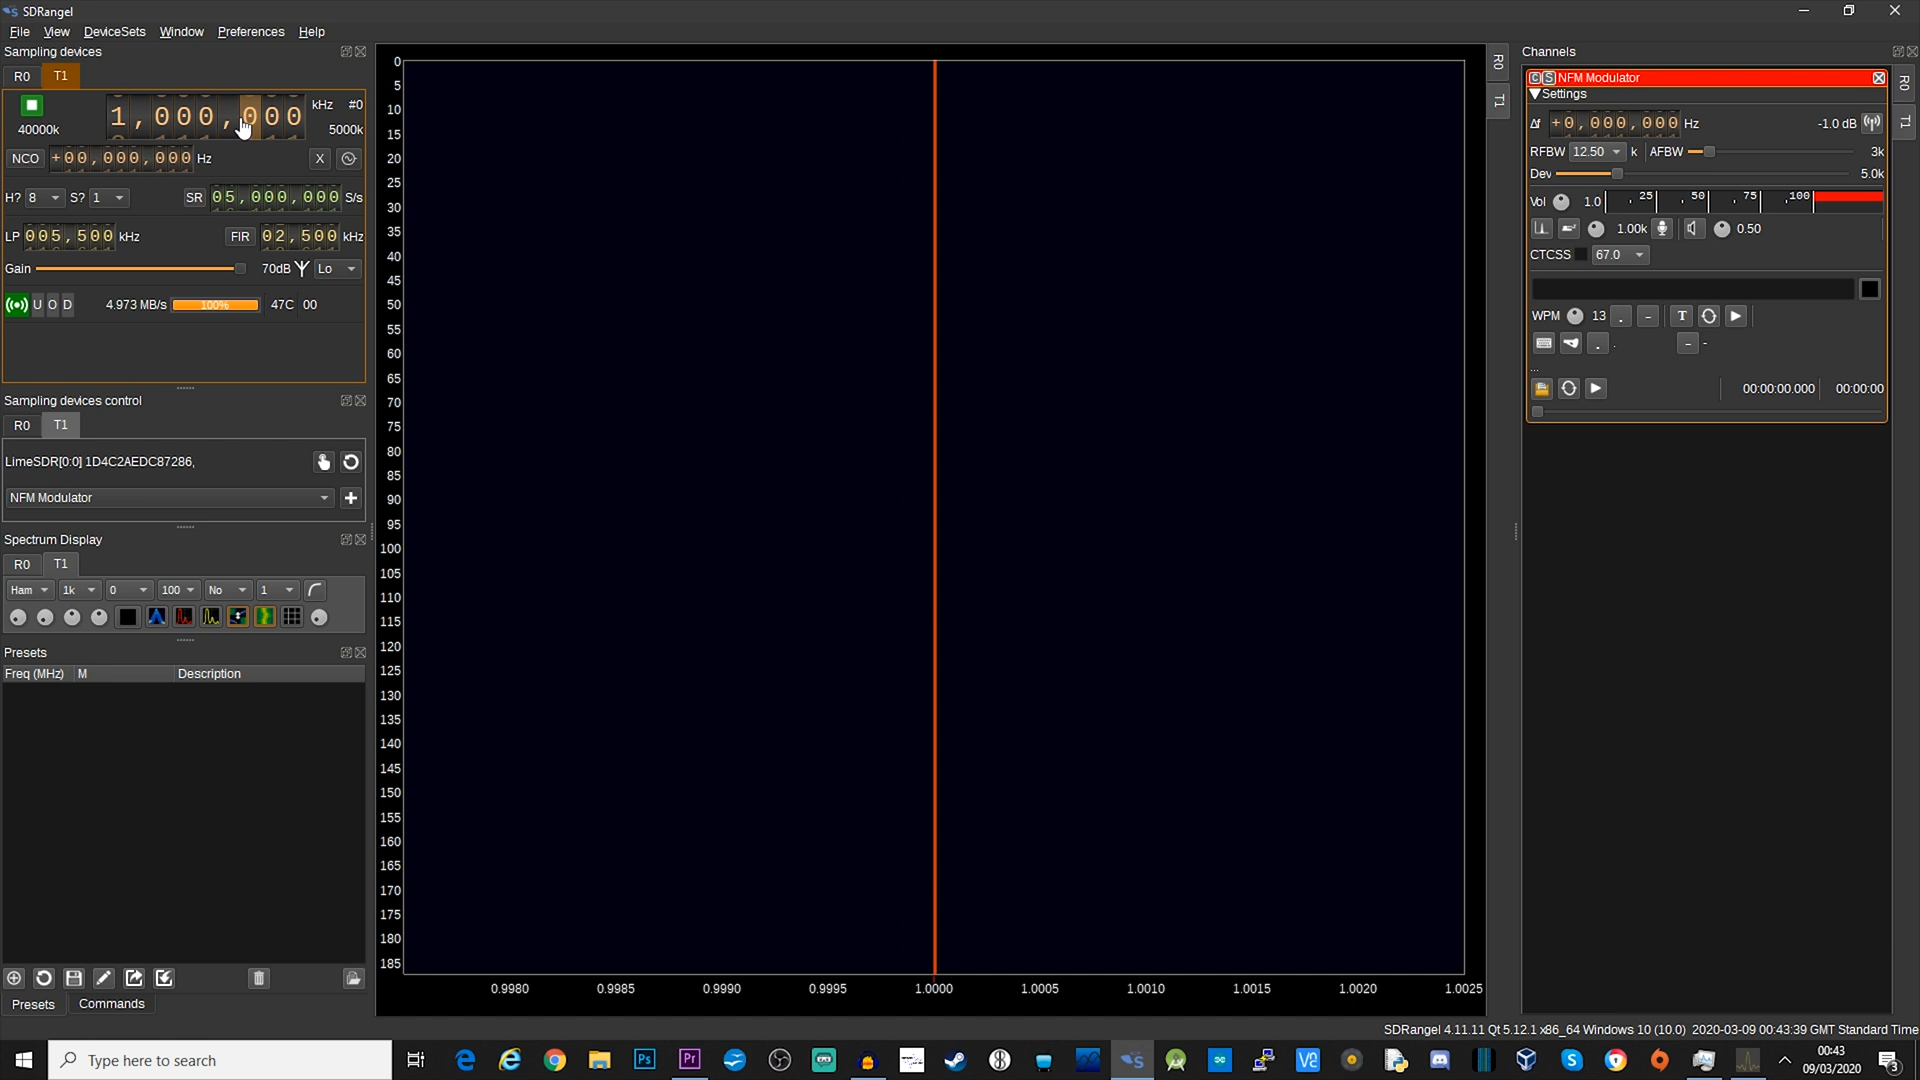 SDRangel
File View DeviceSets Window Preferences Help
Sampling devices
R0 T1
1,000,000 kHz #0
40000k 5000k
NCO +00,000,000 Hz X
H? 8 S? 1 SR 05,000,000 S/s
LP 005,500 kHz FIR 02,500 kHz
Gain 70dB Lo
U O D 4.973 MB/s 100% 47C 00
Sampling devices control
R0 T1
LimeSDR[0:0] 1D4C2AEDC87286,
NFM Modulator
Spectrum Display
R0 T1
Ham 1k 0 100 No 1
Presets
Freq (MHz) M Description
Presets Commands
0
5
10
15
20
25
30
35
40
45
50
55
60
65
70
75
80
85
90
95
100
105
110
115
120
125
130
135
140
145
150
155
160
165
170
175
180
185
0.9980 0.9985 0.9990 0.9995 1.0000 1.0005 1.0010 1.0015 1.0020 1.0025
R0
T1
Channels
R0
T1
C S NFM Modulator
Settings
Δf +0,000,000 Hz -1.0 dB
RFBW 12.50 k AFBW 3k
Dev 5.0k
Vol 1.0 25 50 75 100
1.00k 0.50
CTCSS 67.0
WPM 13 . - T
. . - -
...
00:00:00.000 00:00:00
SDRangel 4.11.11 Qt 5.12.1 x86_64 Windows 10 (10.0) 2020-03-09 00:43:39 GMT Standard Time
Type here to search
Ps Pr
00:43
09/03/2020
3